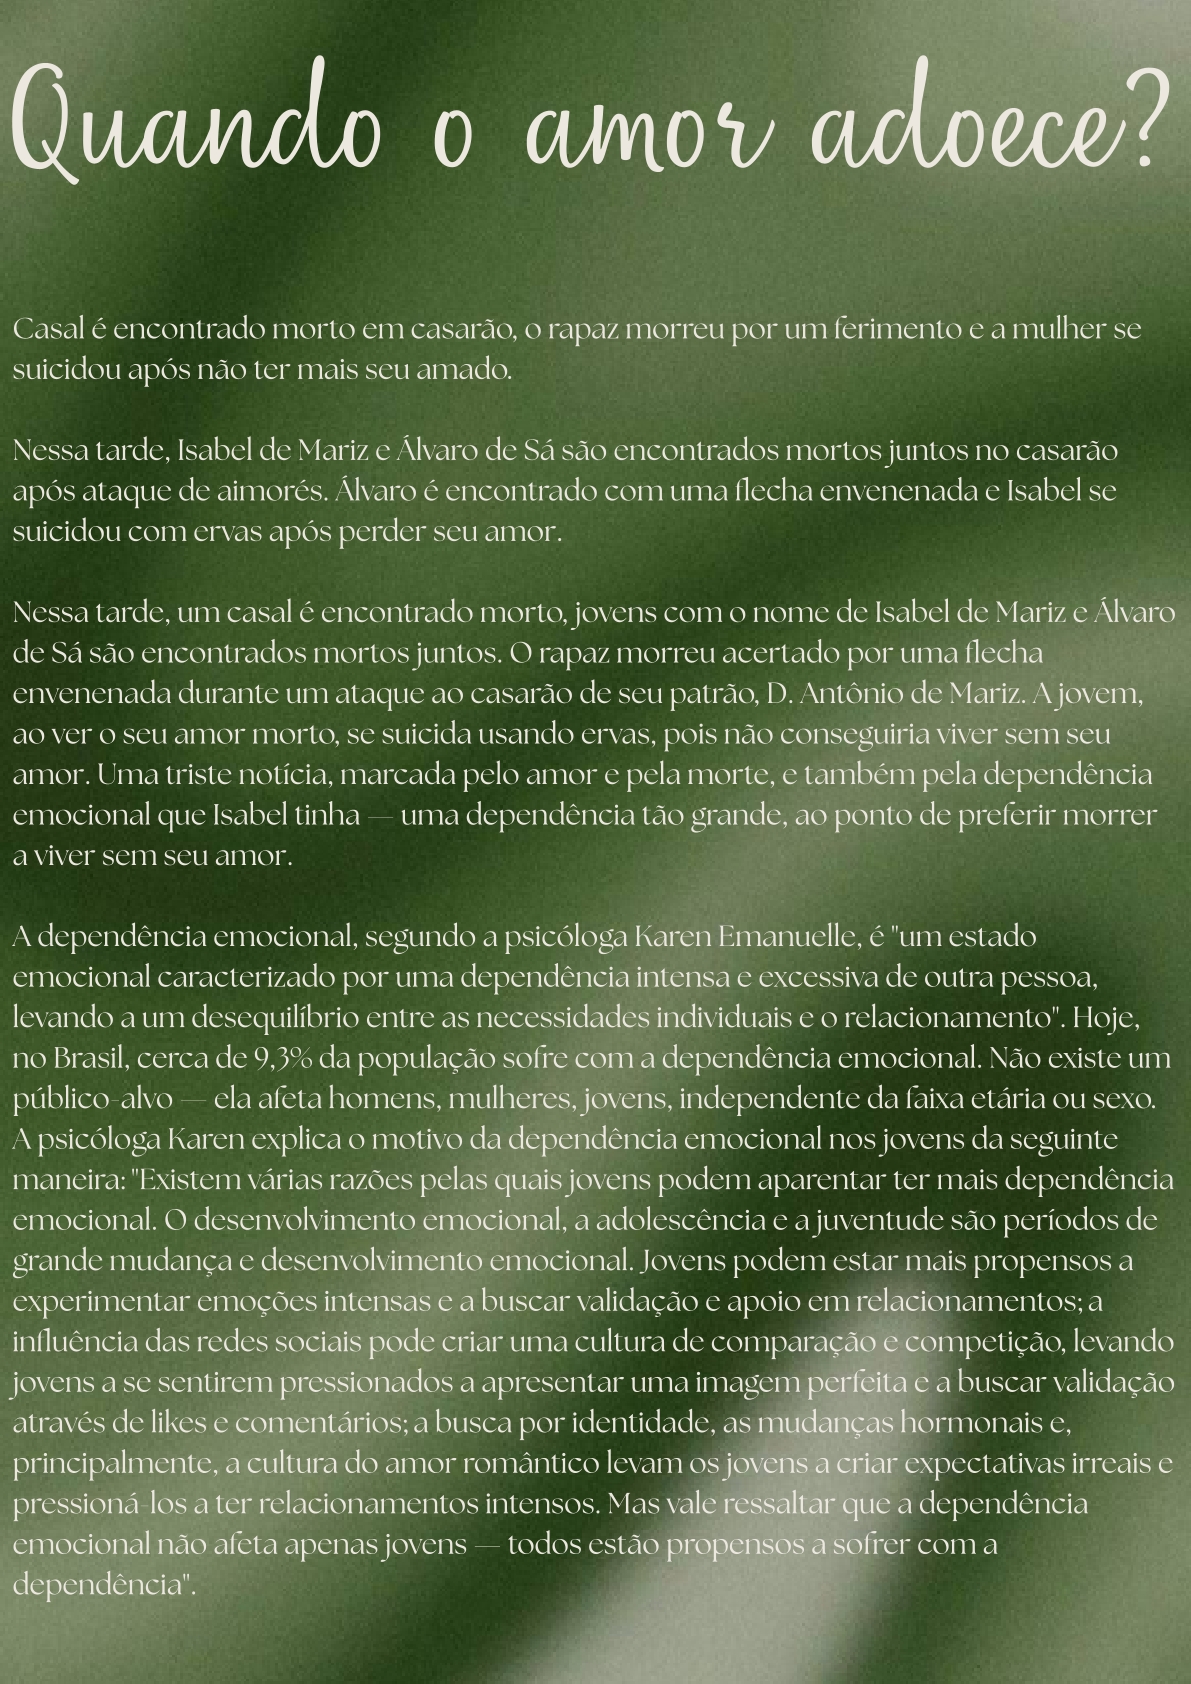 Quando o amor adoece?
Casal é encontrado morto em casarão, o rapaz morreu por um ferimento e a mulher se
suicidou após não ter mais seu amado.
Nessa tarde, Isabel de Mariz e Álvaro de Sá são encontrados mortos juntos no casarão
após ataque de aimorés. Álvaro é encontrado com uma flecha envenenada e Isabel se
suicidou com ervas após perder seu amor.
Nessa tarde, um casal é encontrado morto, jovens com o nome de Isabel de Mariz e Álvaro
de Sá são encontrados mortos juntos. O rapaz morreu acertado por uma flecha
envenenada durante um ataque ao casarão de seu patrão, D. Antônio de Mariz. A jovem,
ao ver o seu amor morto, se suicida usando ervas, pois não conseguiria viver sem seu
amor. Uma triste notícia, marcada pelo amor e pela morte, e também pela dependência
emocional que Isabel tinha — uma dependência tão grande, ao ponto de preferir morrer
a viver sem seu amor.
A dependência emocional, segundo a psicóloga Karen Emanuelle, é "um estado
emocional caracterizado por uma dependência intensa e excessiva de outra pessoa,
levando a um desequilíbrio entre as necessidades individuais e o relacionamento". Hoje,
no Brasil, cerca de 9,3% da população sofre com a dependência emocional. Não existe um
público-alvo — ela afeta homens, mulheres, jovens, independente da faixa etária ou sexo.
A psicóloga Karen explica o motivo da dependência emocional nos jovens da seguinte
maneira: "Existem várias razões pelas quais jovens podem aparentar ter mais dependência
emocional. O desenvolvimento emocional, a adolescência e a juventude são períodos de
grande mudança e desenvolvimento emocional. Jovens podem estar mais propensos a
experimentar emoções intensas e a buscar validação e apoio em relacionamentos; a
influência das redes sociais pode criar uma cultura de comparação e competição, levando
jovens a se sentirem pressionados a apresentar uma imagem perfeita e a buscar validação
através de likes e comentários; a busca por identidade, as mudanças hormonais e,
principalmente, a cultura do amor romântico levam os jovens a criar expectativas irreais e
pressioná-los a ter relacionamentos intensos. Mas vale ressaltar que a dependência
emocional não afeta apenas jovens — todos estão propensos a sofrer com a
dependência".